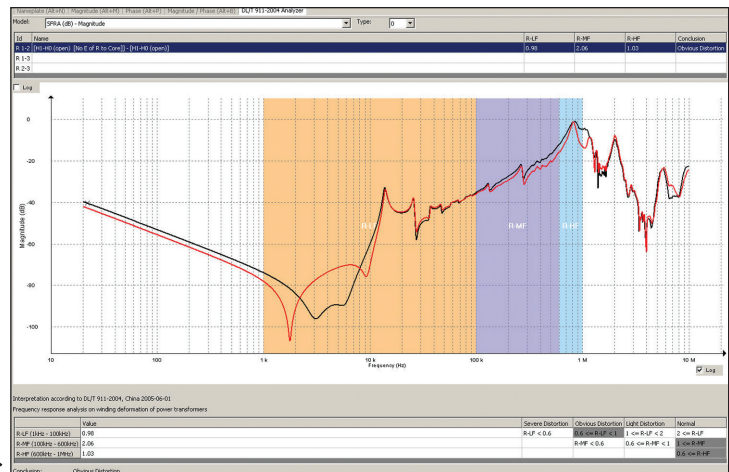 Nameplate (Alt+N) | Magnitude (Alt+M) | Phase (Alt+P) | Magnitude / Phase (Alt+B) | DL/T 911-2004 Analyzer
Model: SFRA (dB) - Magnitude Type: 0
Id Name R-LF R-MF R-HF Conclusion
R 1-2 [H1-H0 (open) [No E of R to Core]] - [H1-H0 (open)] 0.98 2.06 1.03 Obvious Distortion
R 1-3
R 2-3
Log
0
-20
-40
-60
-80
-100
Magnitude (dB)
R-LF R-MF R-HF
10 100 1 k 10 k 100 k 1 M 10 M
Frequency (Hz)
Log
Interpretation according to DL/T 911-2004, China 2005-06-01
Frequency response analysis on winding deformation of power transformers
Value Severe Distortion Obvious Distortion Light Distortion Normal
R-LF (1kHz - 100kHz) 0.98 R-LF < 0.6 0.6 <= R-LF < 1 1 <= R-LF < 2 2 <= R-LF
R-MF (100kHz - 600kHz) 2.06 R-MF < 0.6 0.6 <= R-MF < 1 1 <= R-MF
R-HF (600kHz - 1MHz) 1.03 0.6 <= R-HF
Conclusion: Obvious Distortion